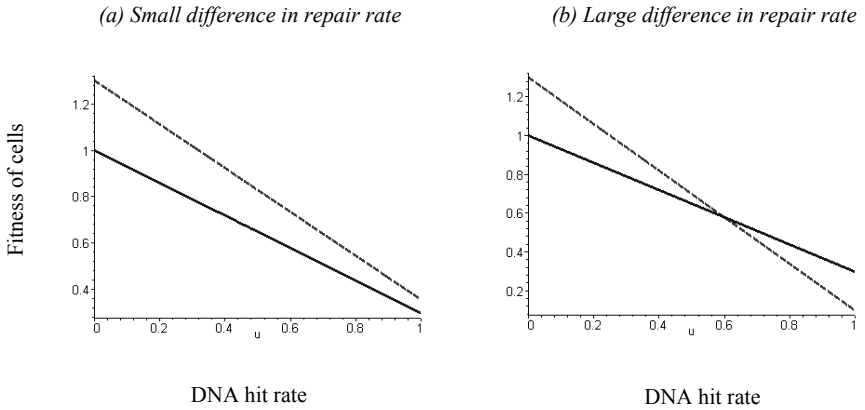 (a) Small difference in repair rate
(b) Large difference in repair rate
Fitness of cells
1.2
1
0.8
0.6
0.4
0 0.2 0.4 0.6 0.8 1
u
DNA hit rate
1.2
1
0.8
0.6
0.4
0.2
0 0.2 0.4 0.6 0.8 1
u
DNA hit rate